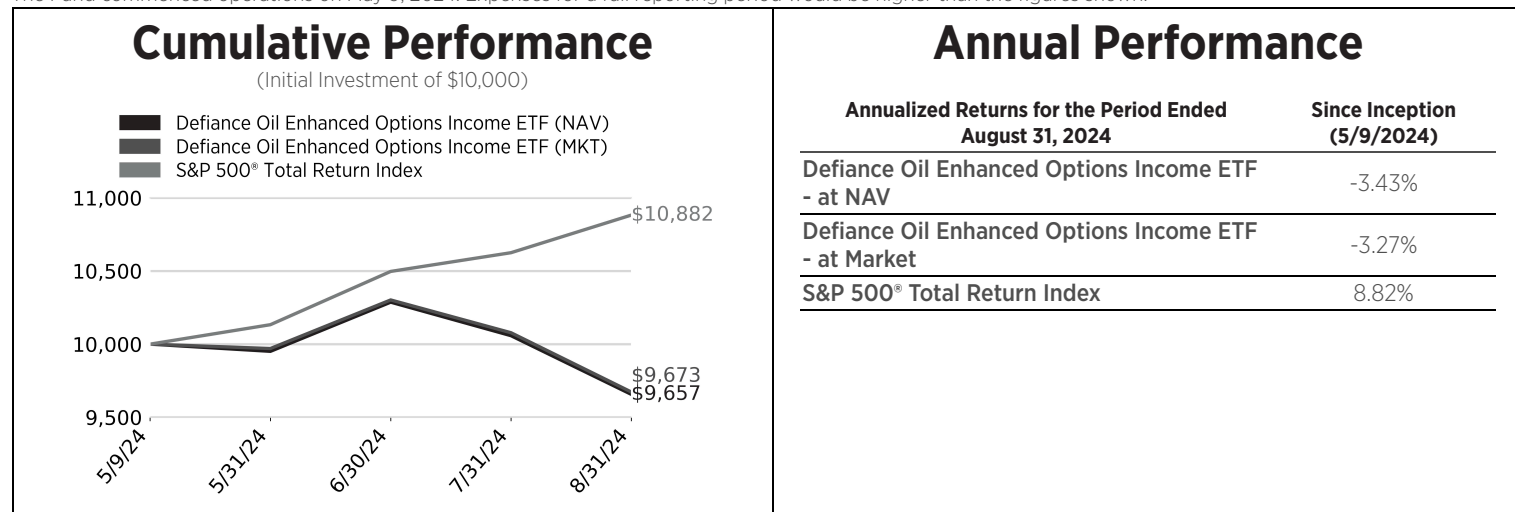 Cumulative Performance
(Initial Investment of $10,000)
Defiance Oil Enhanced Options Income ETF (NAV)
Defiance Oil Enhanced Options Income ETF (MKT)
S&P 500® Total Return Index
11,000
10,500
10,000
9,500
$10,882
$9,673
$9,657
5/9/24
5/31/24
6/30/24
7/31/24
8/31/24
Annual Performance
Annualized Returns for the Period Ended
August 31, 2024
Since Inception
(5/9/2024)
Defiance Oil Enhanced Options Income ETF
- at NAV
-3.43%
Defiance Oil Enhanced Options Income ETF
- at Market
-3.27%
S&P 500® Total Return Index
8.82%